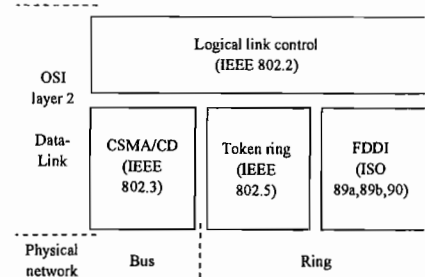 Logical link control
(IEEE 802.2)
OSI
layer 2
Data-
Link
CSMA/CD
(IEEE
802.3)
Token ring
(IEEE
802.5)
FDDI
(ISO
89a,89b,90)
Physical
network
Bus
Ring